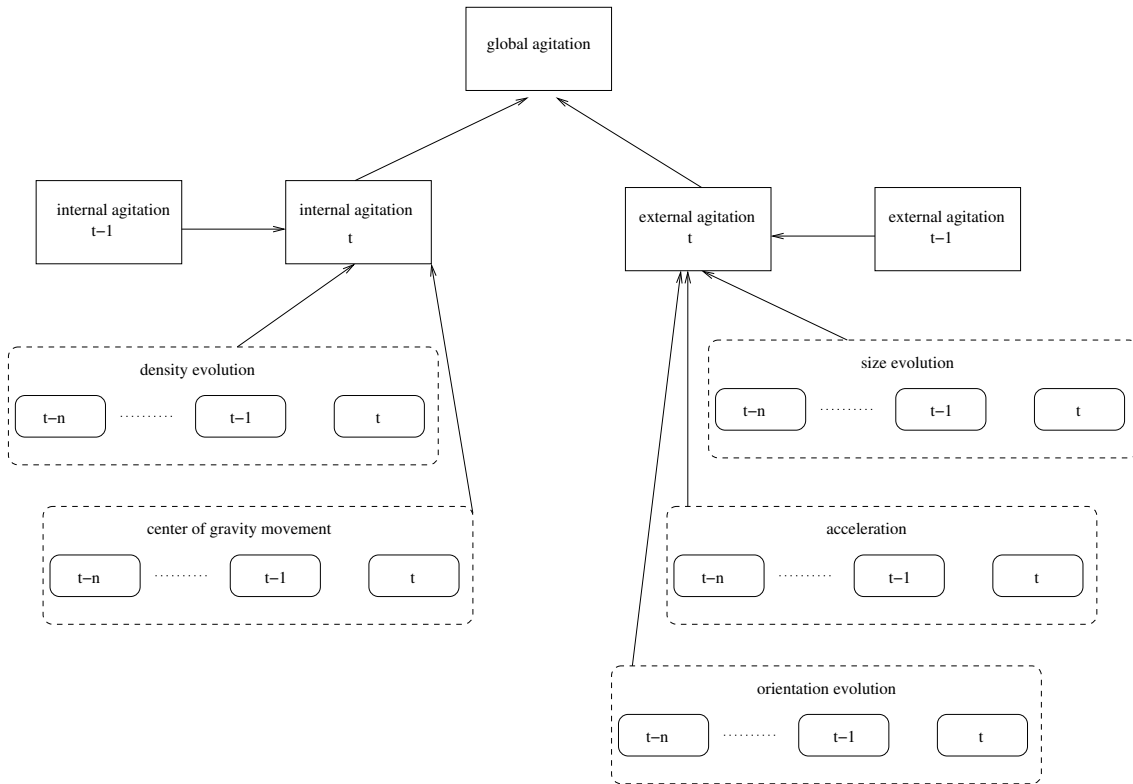 global agitation
internal agitation
t−1
internal agitation
t
external agitation
t
external agitation
t−1
density evolution
t−n ......... t−1 t
size evolution
t−n ......... t−1 t
center of gravity movement
t−n ......... t−1 t
acceleration
t−n ......... t−1 t
orientation evolution
t−n ......... t−1 t